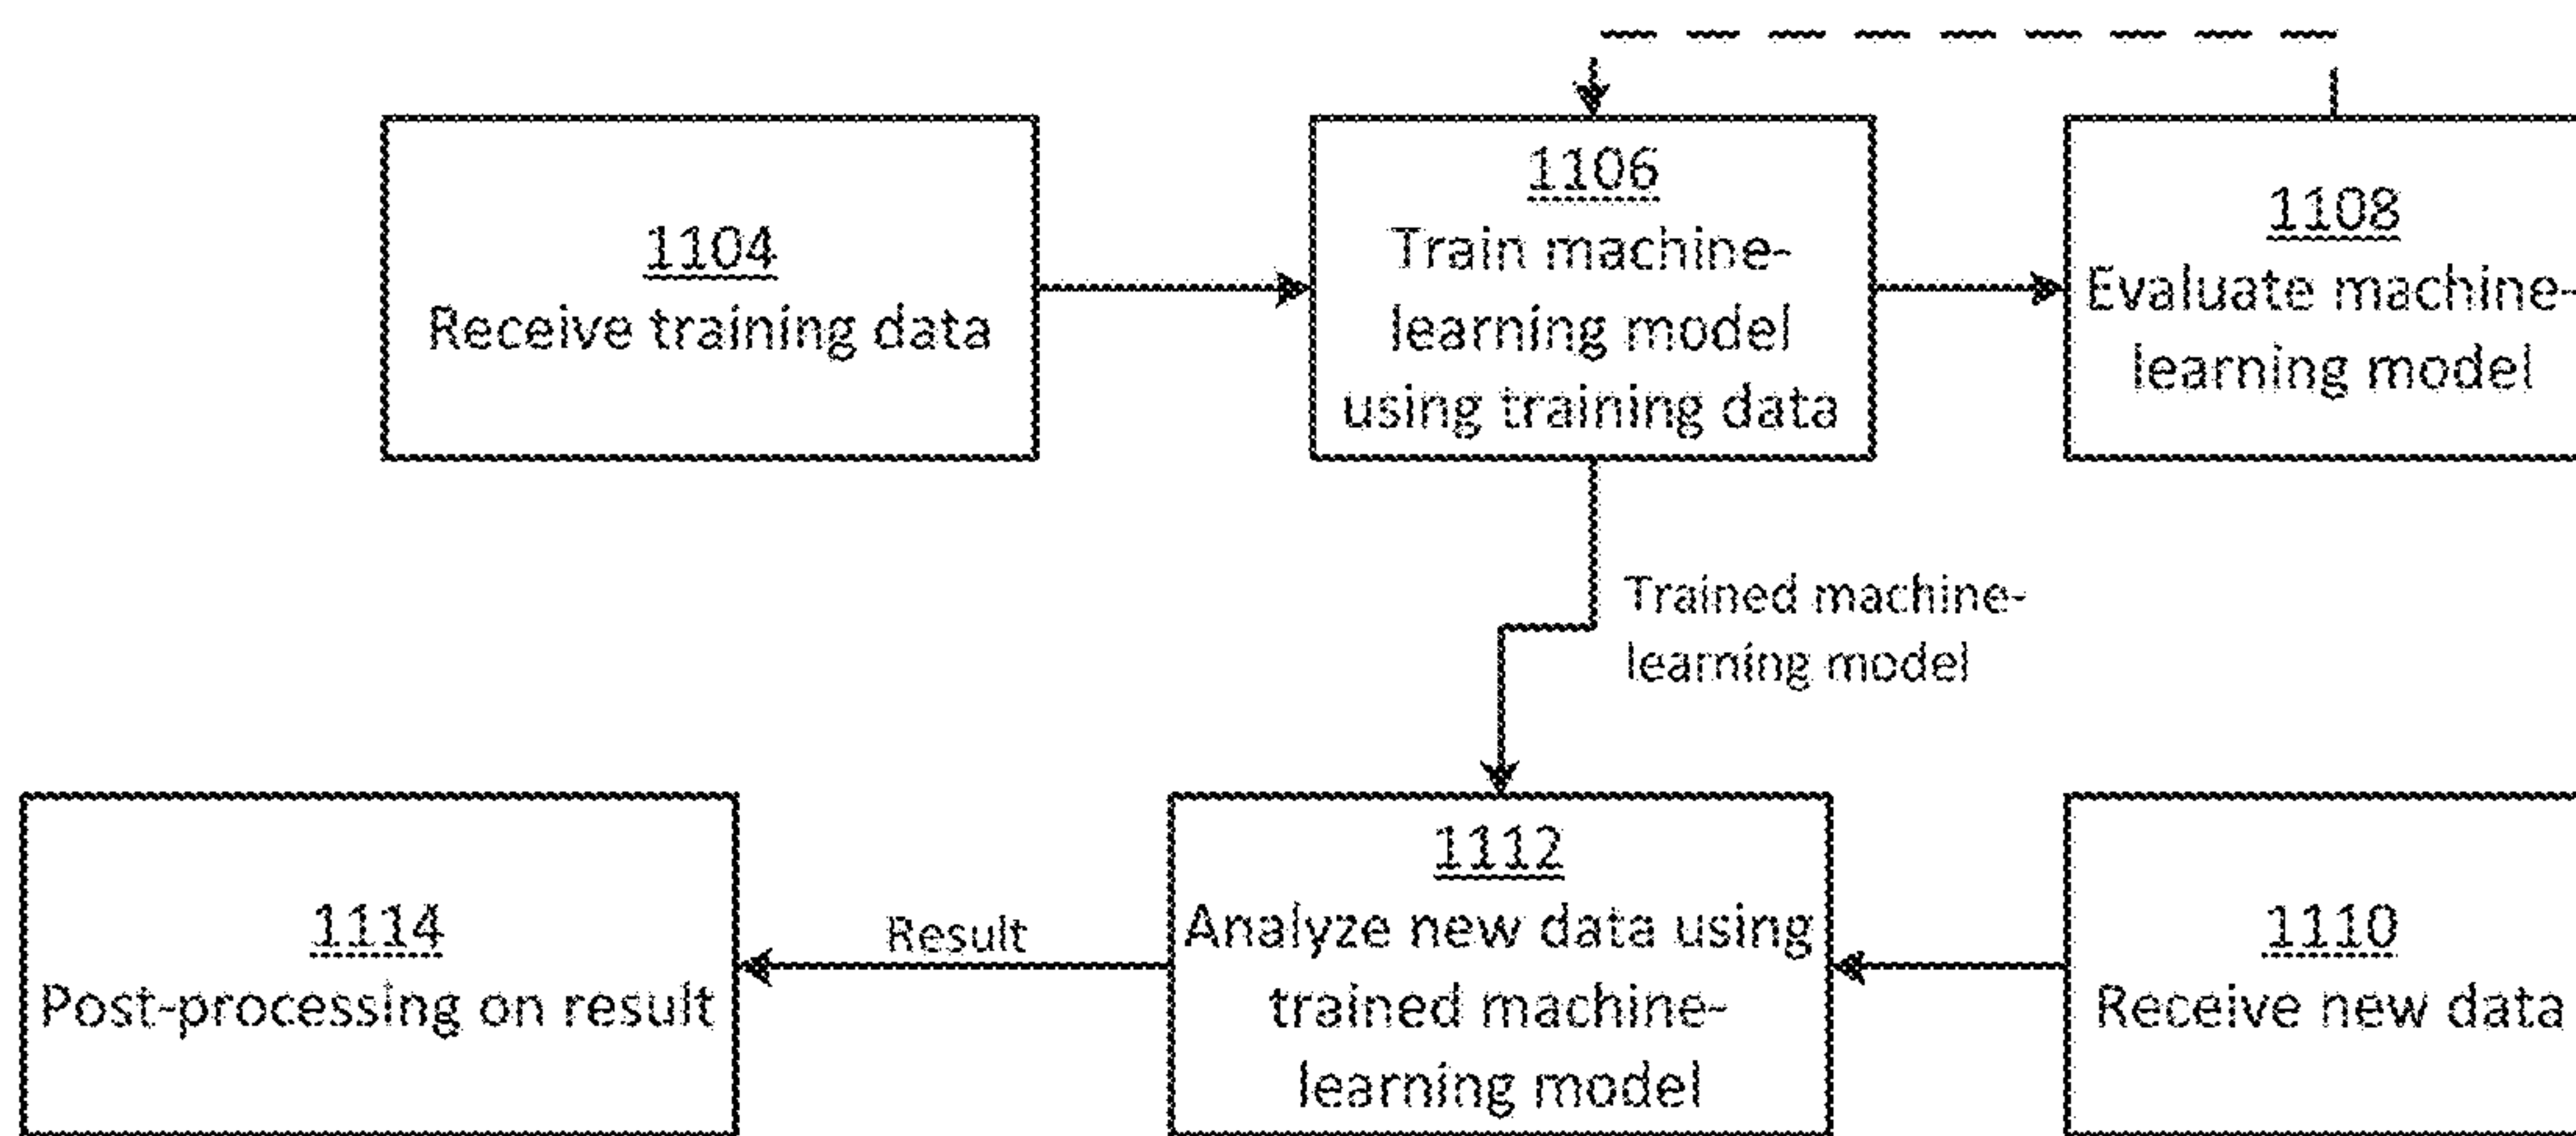 1104
Receive training data
1106
Train machine-
learning model
using training data
1108
Evaluate machine-
learning model
Trained machine-
learning model
1114
Post-processing on result
Result
1112
Analyze new data using
trained machine-
learning model
1110
Receive new data